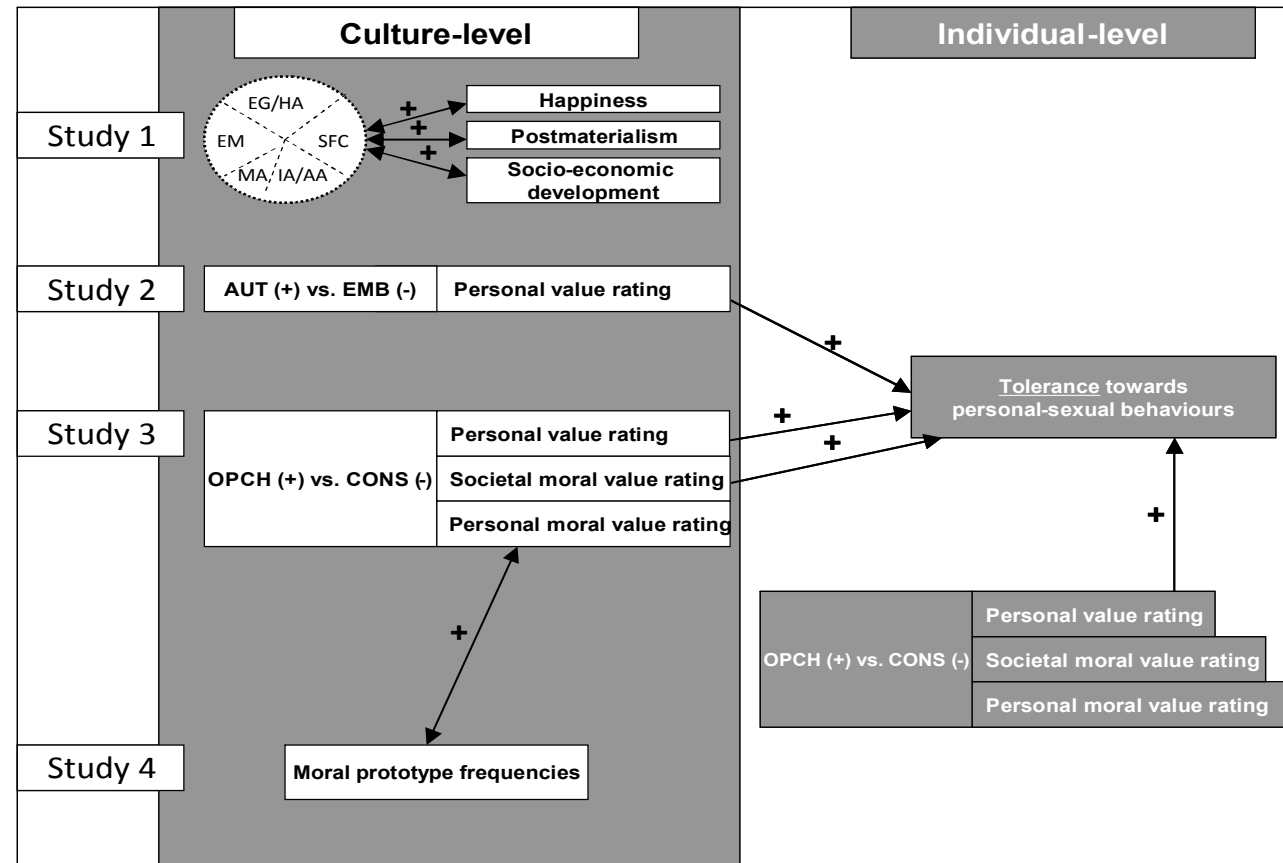 Culture-level
Individual-level
Study 1
EG/HA
EM
SFC
MA
IA/AA
+
+
+
Happiness
Postmaterialism
Socio-economic
development
Study 2
AUT (+) vs. EMB (-)
Personal value rating
+
Tolerance towards
personal-sexual behaviours
Study 3
OPCH (+) vs. CONS (-)
Personal value rating
Societal moral value rating
Personal moral value rating
+
+
+
+
OPCH (+) vs. CONS (-)
Personal value rating
Societal moral value rating
Personal moral value rating
Study 4
Moral prototype frequencies